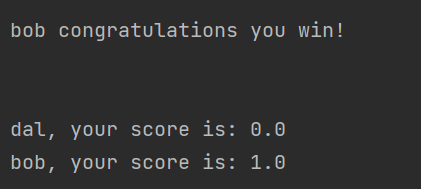 bob congratulations you win!
dal, your score is: 0.0
bob, your score is: 1.0